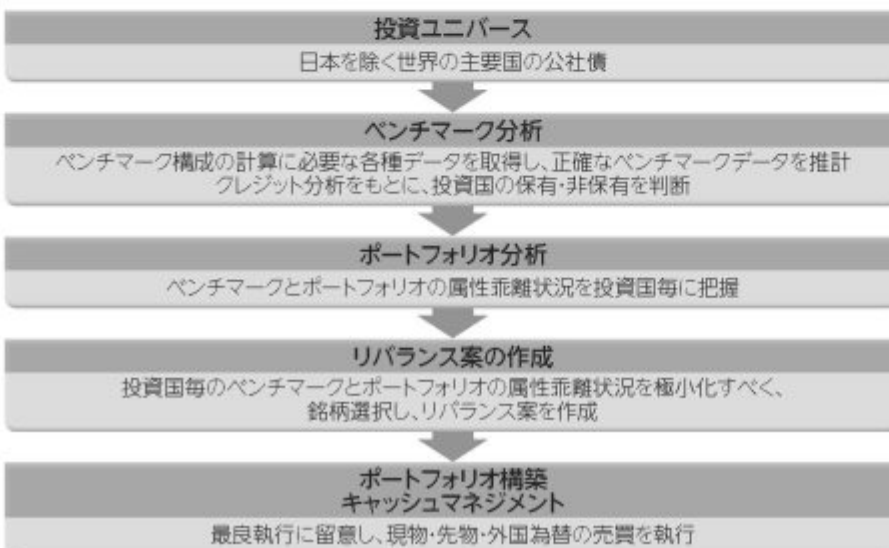 投資ユニバース
日本を除く世界の主要国の公社債
ベンチマーク分析
ベンチマーク構成の計算に必要な各種データを取得し、正確なベンチマークデータを推計
クレジット分析をもとに、投資国の保有・非保有を判断
ポートフォリオ分析
ベンチマークとポートフォリオの属性乖離状況を投資国毎に把握
リバランス案の作成
投資国毎のベンチマークとポートフォリオの属性乖離状況を極小化すべく、
銘柄選択し、リバランス案を作成
ポートフォリオ構築
キャッシュマネジメント
最良執行に留意し、現物・先物・外国為替の売買を執行